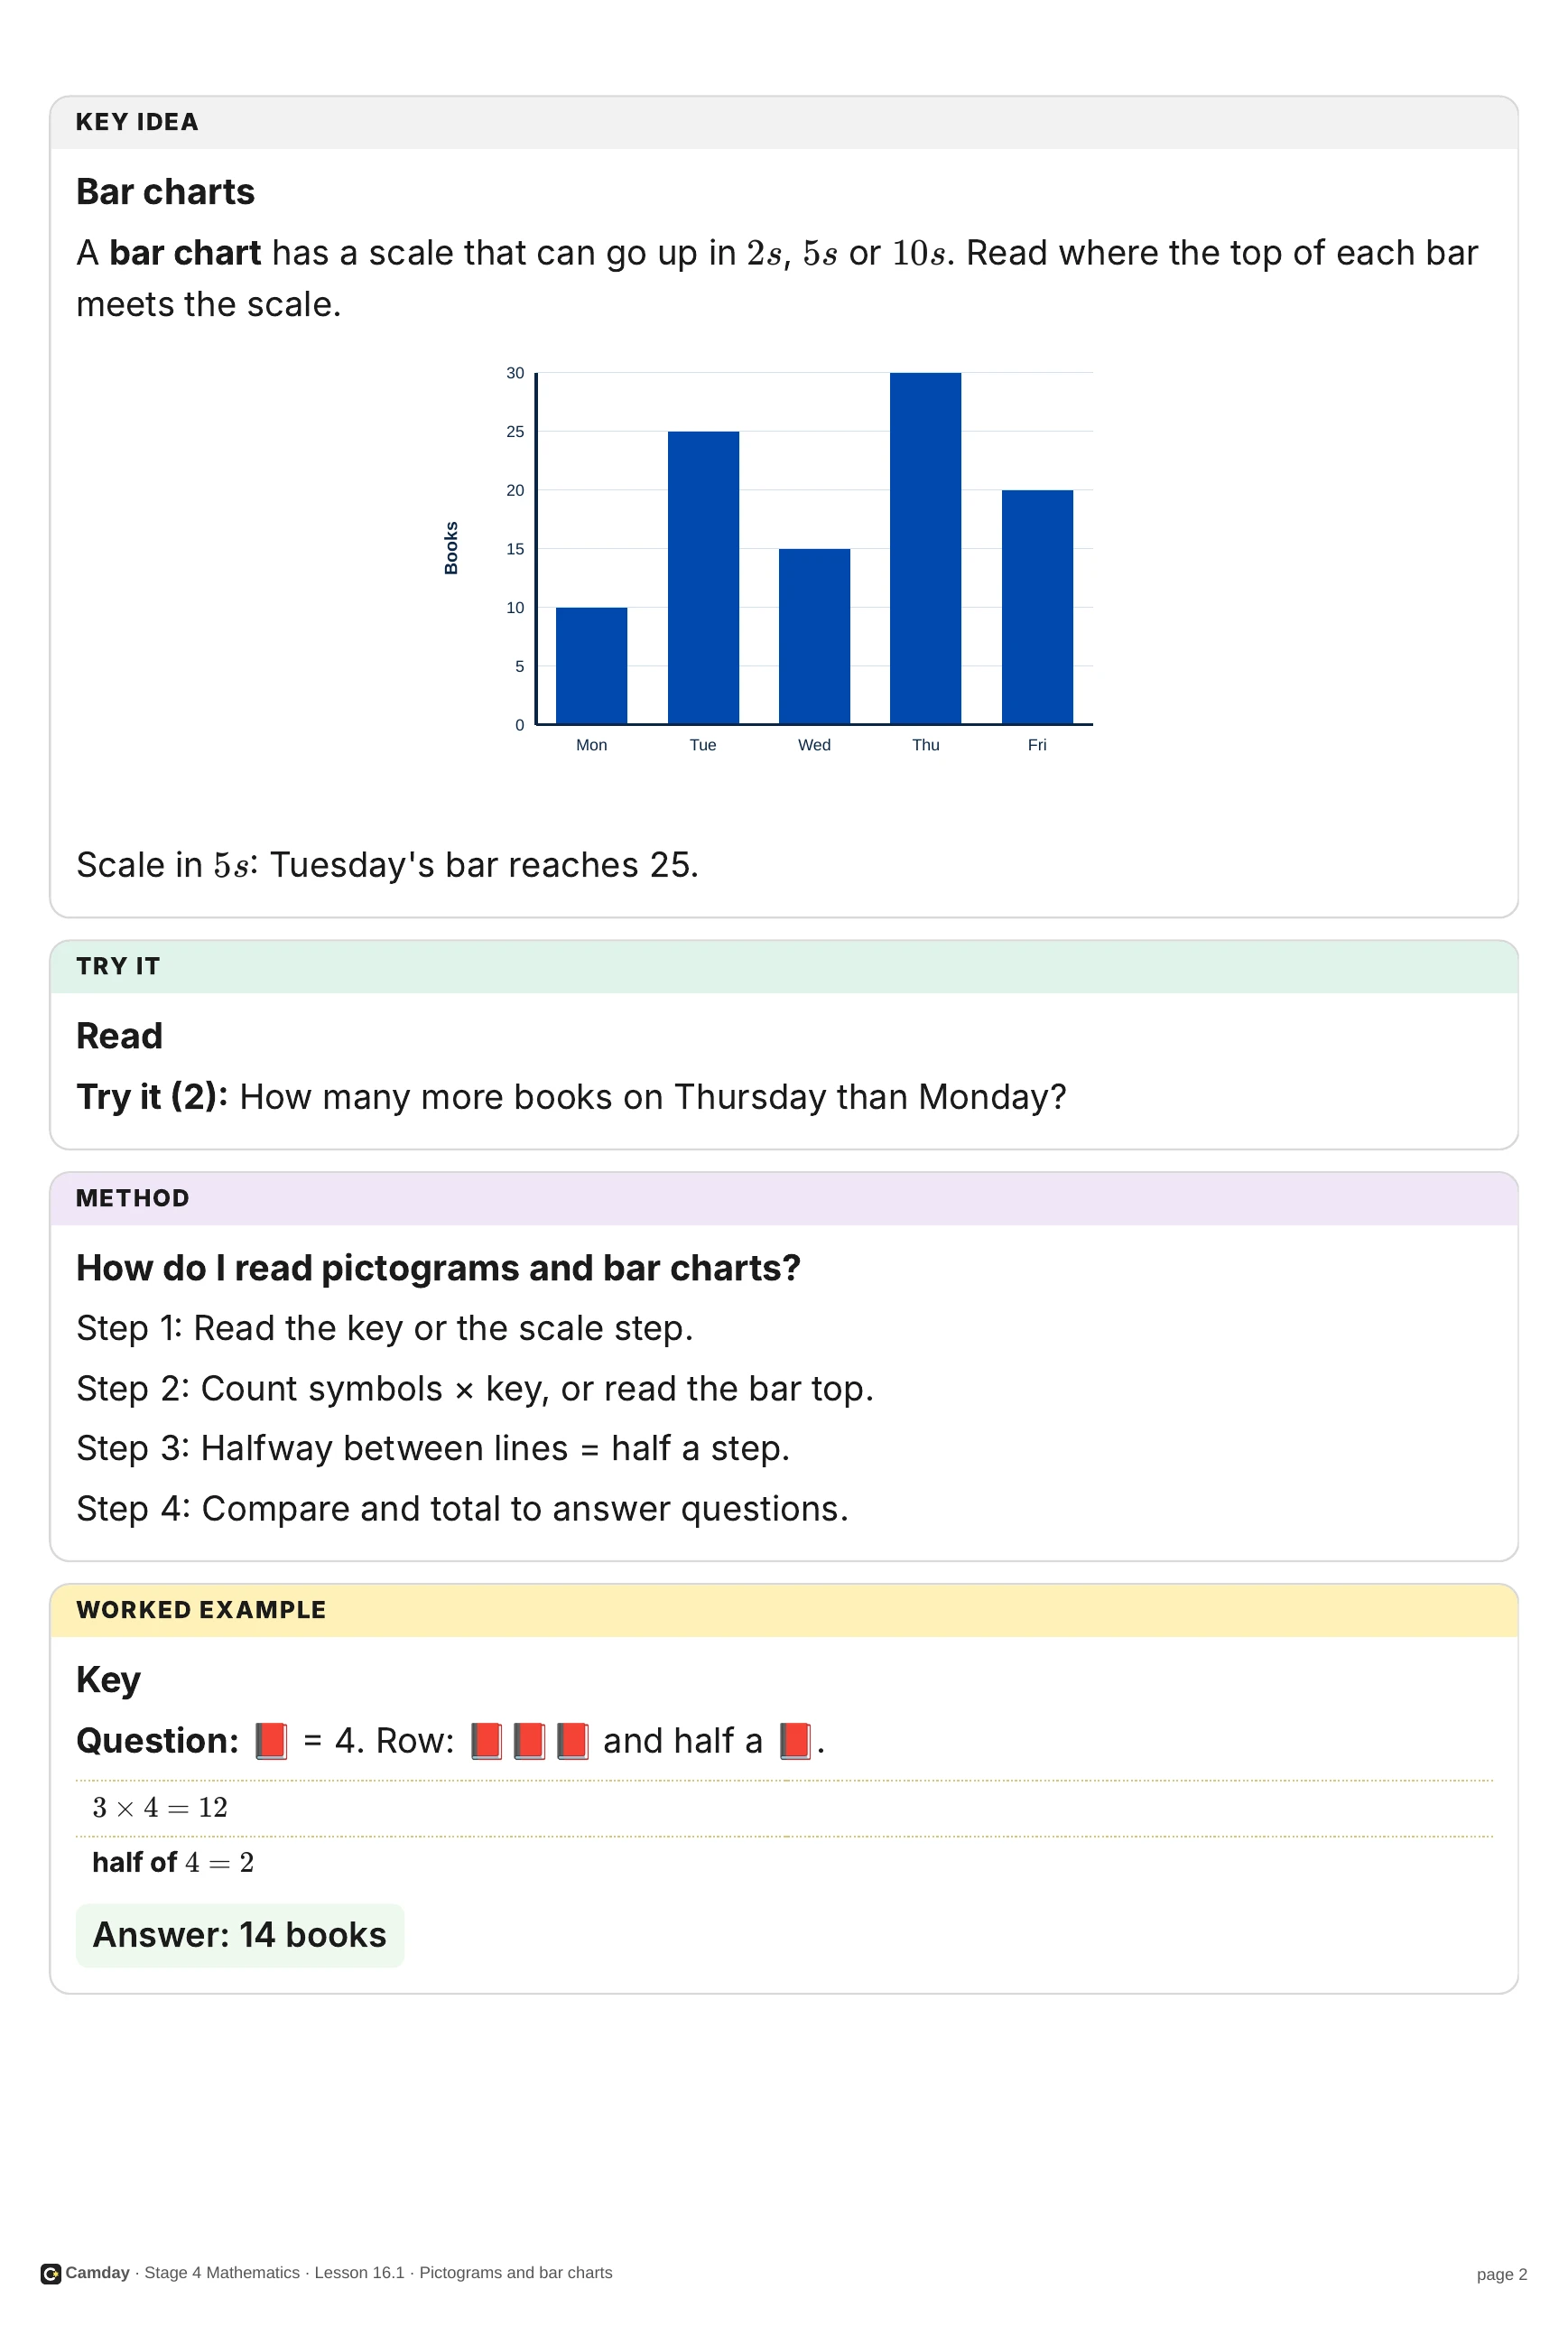 KEY IDEA
Bar charts
A bar chart has a scale that can go up in 2s, 5s or 10s. Read where the top of each bar
meets the scale.
30
25
20
15
10
5
0
Books
Mon Tue Wed Thu Fri
Scale in 5s: Tuesday's bar reaches 25.
TRY IT
Read
Try it (2): How many more books on Thursday than Monday?
METHOD
How do I read pictograms and bar charts?
Step 1: Read the key or the scale step.
Step 2: Count symbols × key, or read the bar top.
Step 3: Halfway between lines = half a step.
Step 4: Compare and total to answer questions.
WORKED EXAMPLE
Key
Question: 📕 = 4. Row: 📕📕📕 and half a 📕.
3 × 4 = 12
half of 4 = 2
Answer: 14 books
Camday · Stage 4 Mathematics · Lesson 16.1 · Pictograms and bar charts
page 2